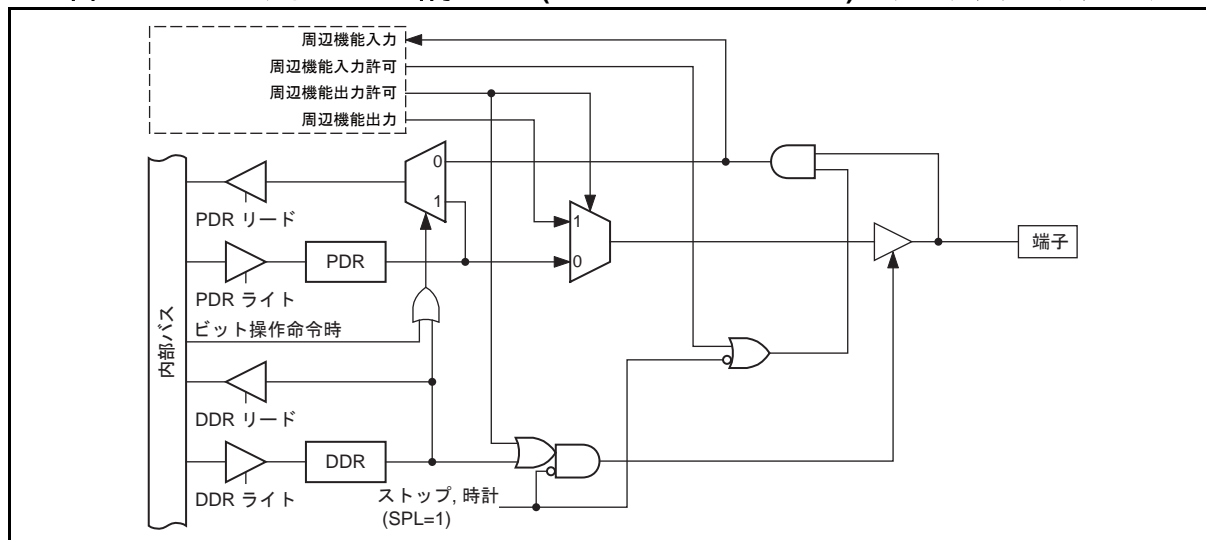 周辺機能入力
周辺機能入力許可
周辺機能出力許可
周辺機能出力
0
1
PDR リード
1
0
端子
PDR
PDR ライト
内部バス
ビット操作命令時
DDR リード
DDR
DDR ライト
ストップ, 時計
(SPL=1)